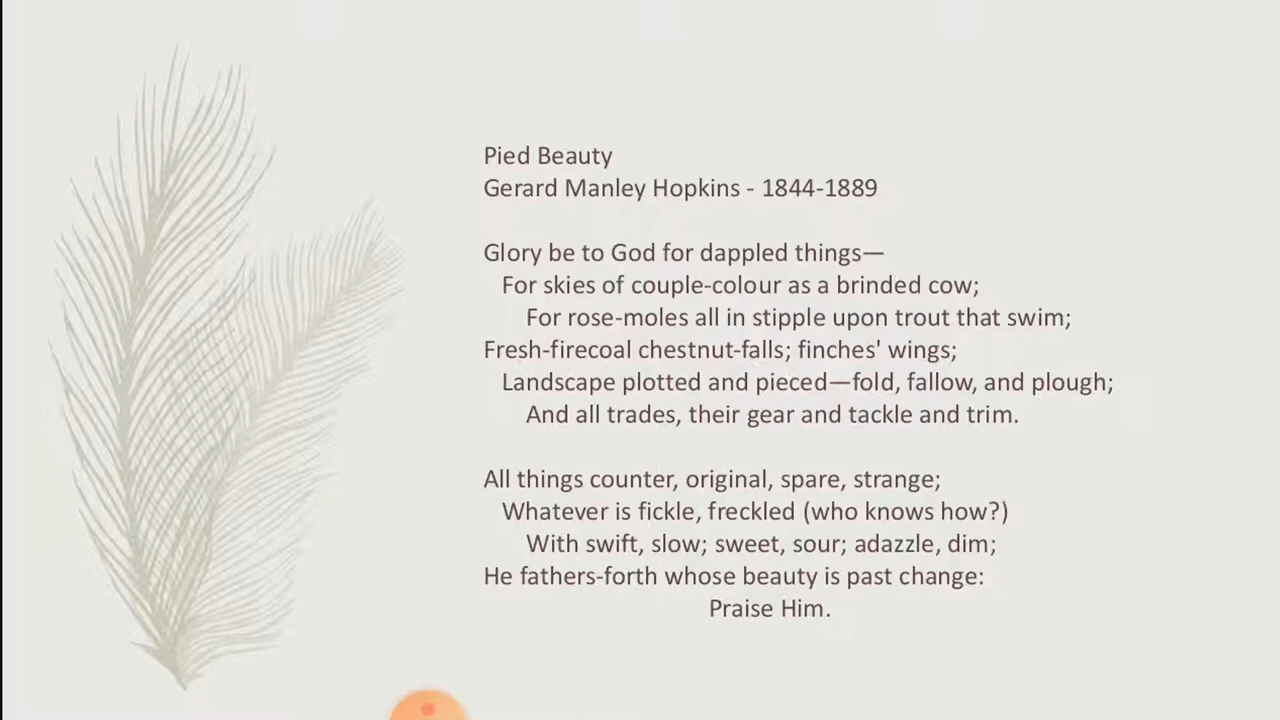 Pied Beauty
Gerard Manley Hopkins - 1844-1889
Glory be to God for dappled things—
For skies of couple-colour as a brinded cow;
For rose-moles all in stipple upon trout that swim;
Fresh-firecoal chestnut-falls; finches' wings;
Landscape plotted and pieced—fold, fallow, and plough;
And all trades, their gear and tackle and trim.
All things counter, original, spare, strange;
Whatever is fickle, freckled (who knows how?)
With swift, slow; sweet, sour; adazzle, dim;
He fathers-forth whose beauty is past change:
Praise Him.